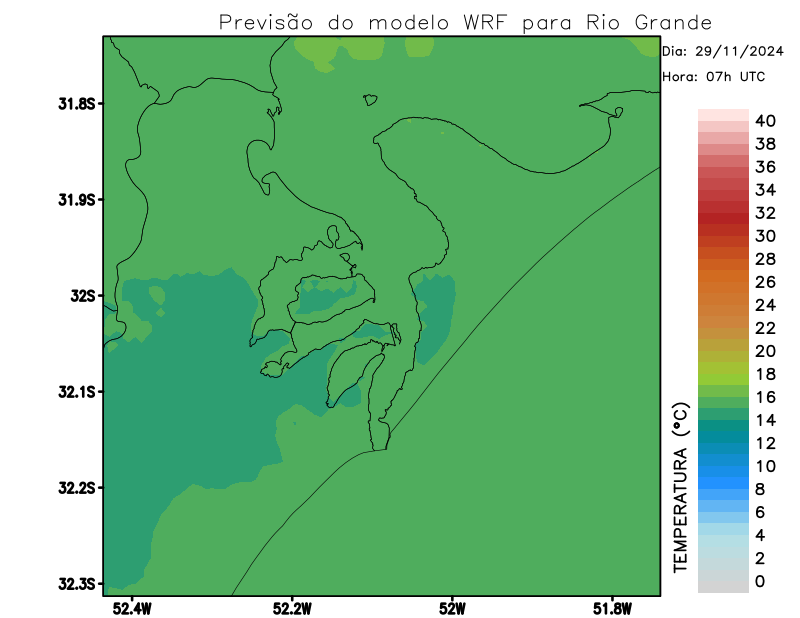 Previsão do modelo WRF para Rio Grande
Dia: 29/11/2024
Hora: 07h UTC
31.8S
31.9S
32S
32.1S
32.2S
32.3S
52.4W
52.2W
52W
51.8W
TEMPERATURA (°C)
40
38
36
34
32
30
28
26
24
22
20
18
16
14
12
10
8
6
4
2
0